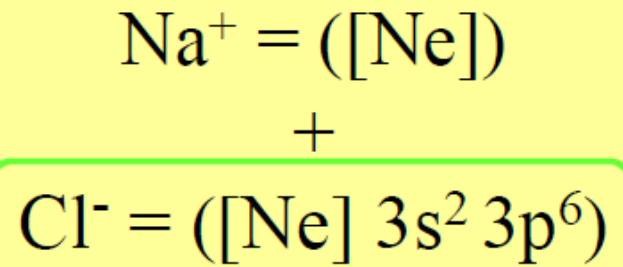 Na⁺ = ([Ne])
+
Cl⁻ = ([Ne] 3s² 3p⁶)